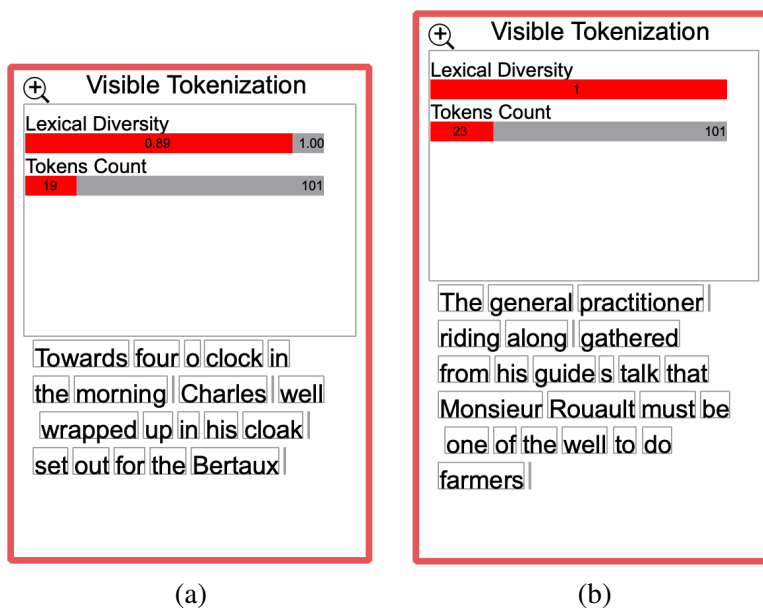 Visible Tokenization
Lexical Diversity
0.89 1.00
Tokens Count
19 101
Towards four o clock in
the morning Charles well
wrapped up in his cloak
set out for the Bertaux
(a)
Visible Tokenization
Lexical Diversity
1
Tokens Count
23 101
The general practitioner
riding along gathered
from his guide s talk that
Monsieur Rouault must be
one of the well to do
farmers
(b)